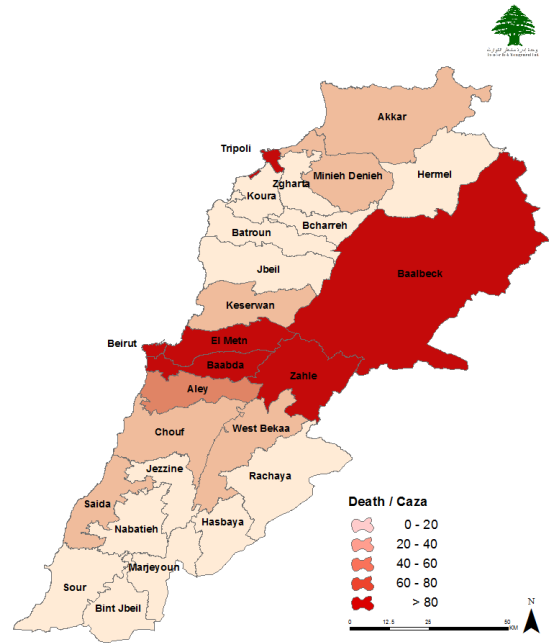 Akkar
Tripoli
Minieh Denieh
Hermel
Zgharta
Koura
Bcharreh
Batroun
Jbeil
Baalbeck
Keserwan
Beirut
El Metn
Baabda
Zahle
Aley
Chouf
West Bekaa
Jezzine
Rachaya
Saida
Hasbaya
Nabatieh
Marjeyoun
Sour
Bint Jbeil
Death / Caza
0 - 20
20 - 40
40 - 60
60 - 80
> 80
N
0 12.5 25 50
KM